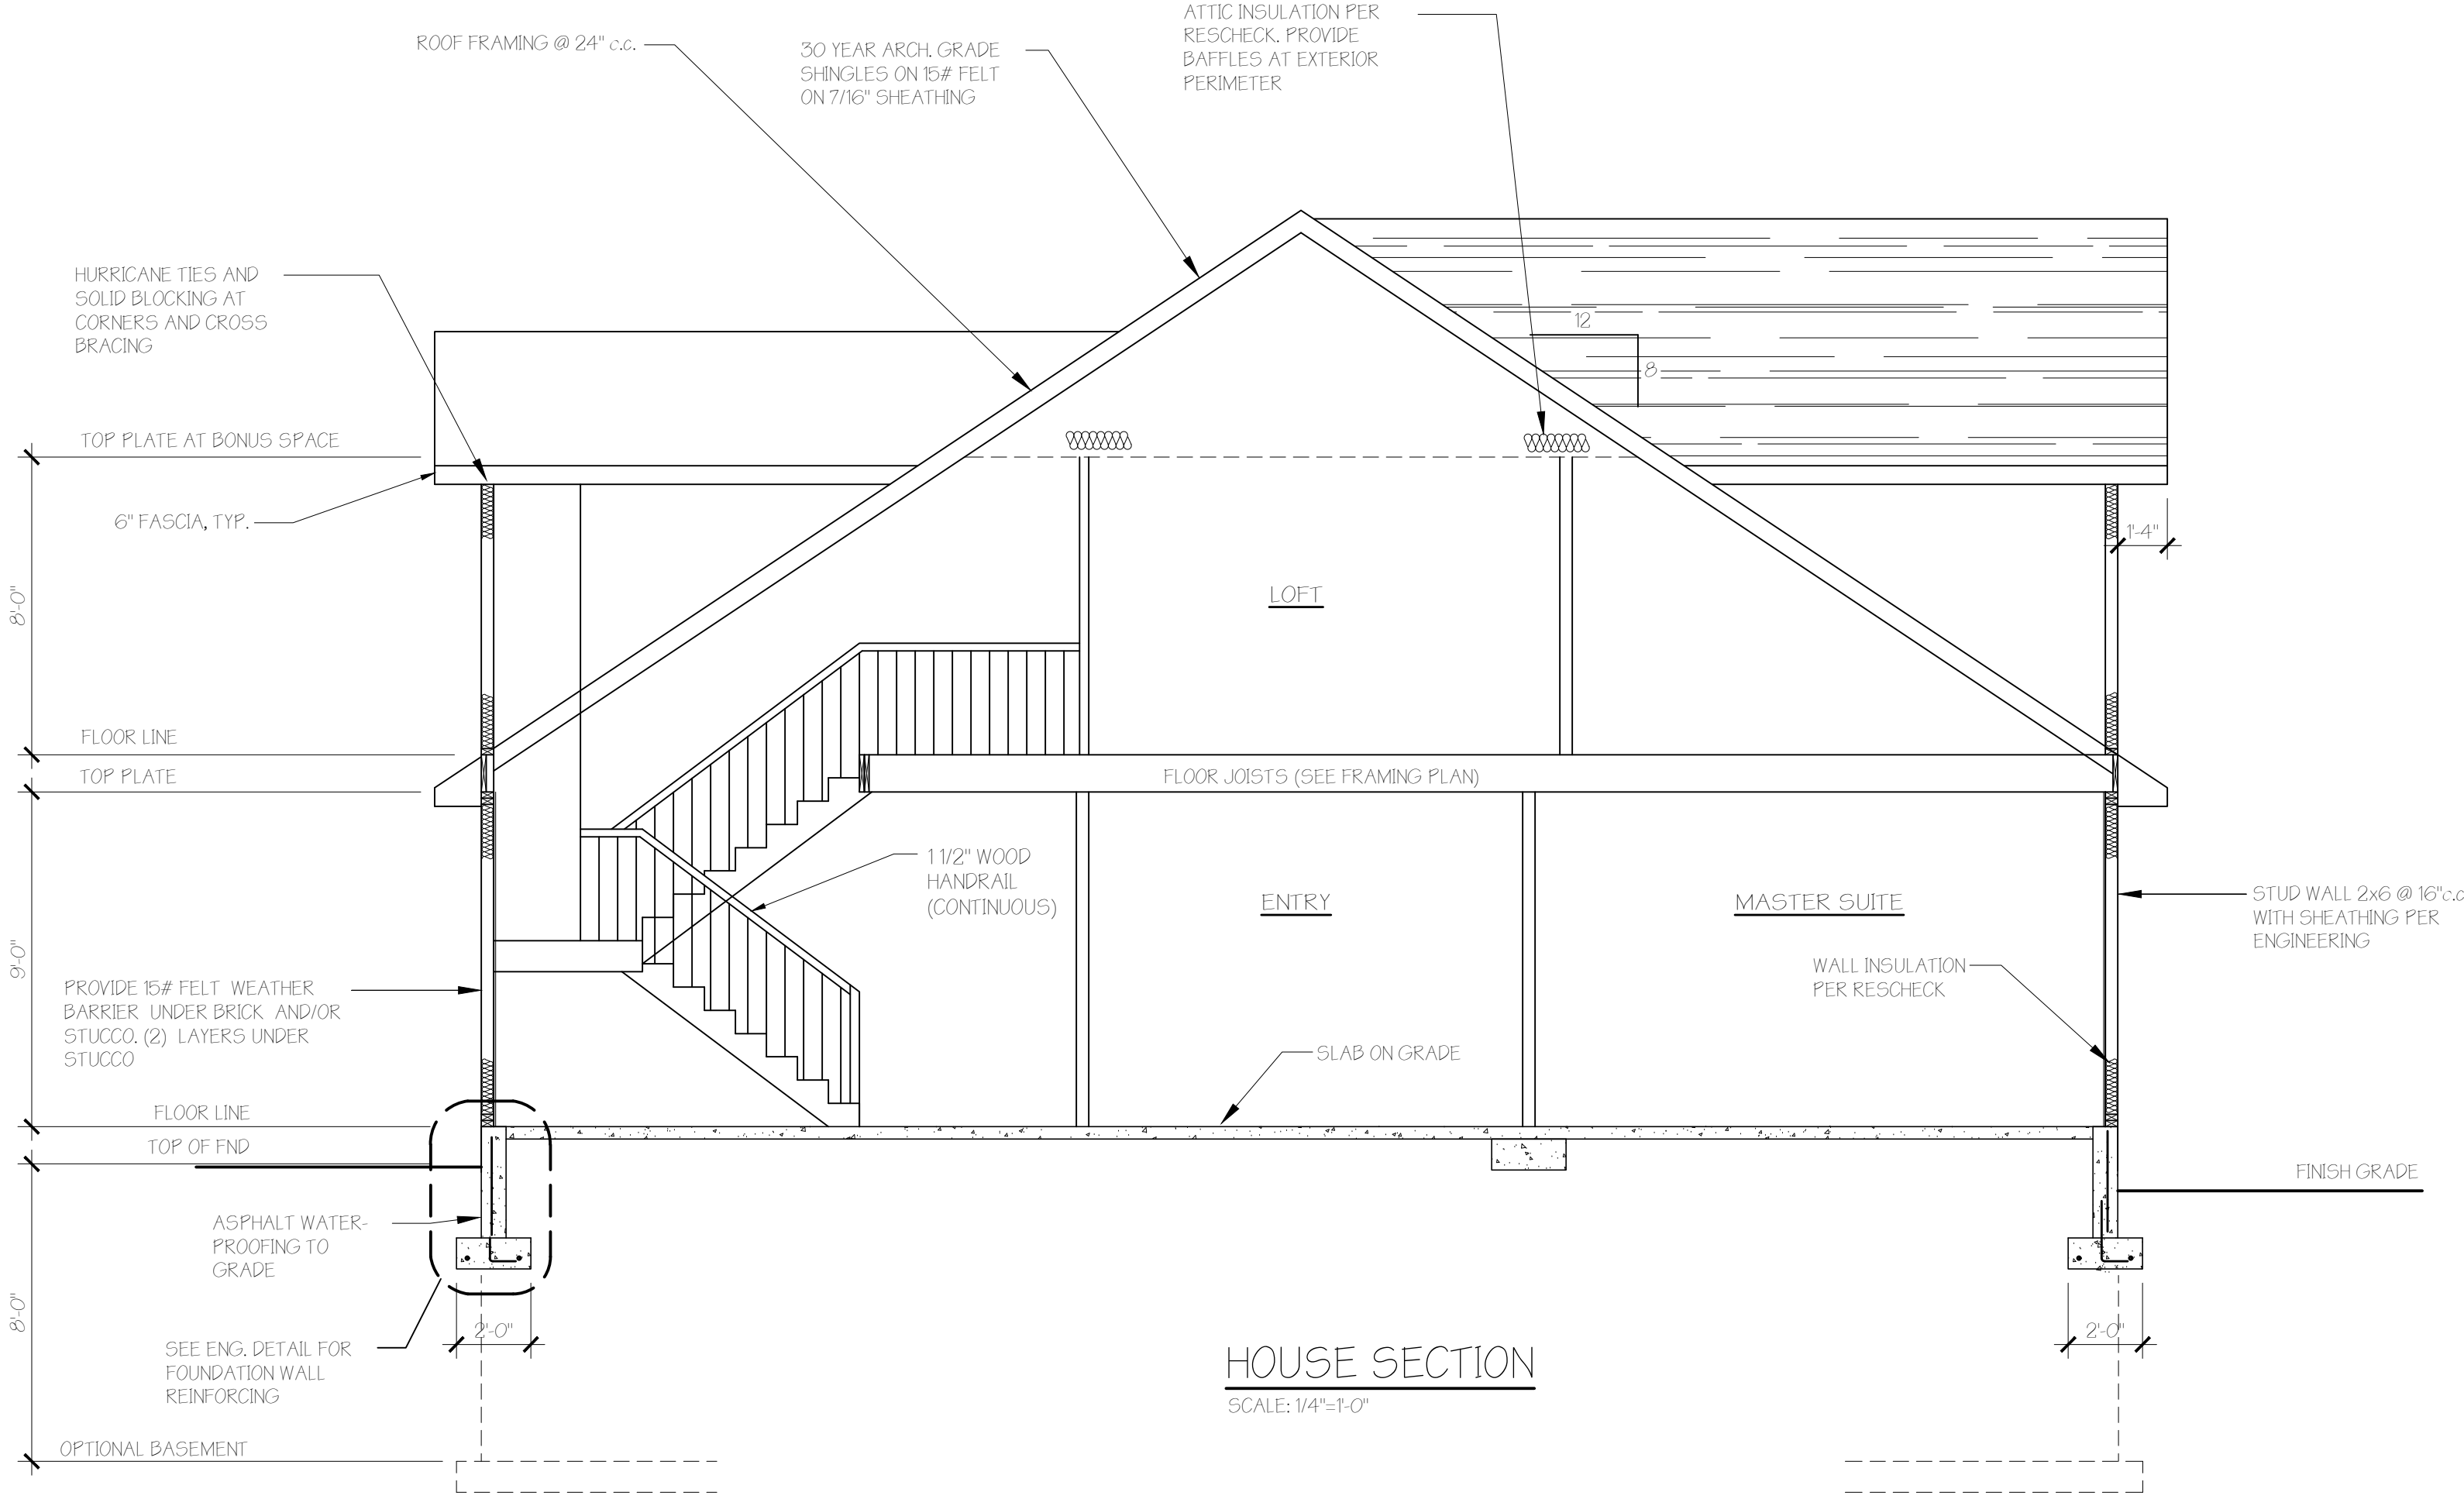 ROOF FRAMING @ 24" c.c.
30 YEAR ARCH. GRADE
SHINGLES ON 15# FELT
ON 7/16" SHEATHING
ATTIC INSULATION PER
RESCHECK. PROVIDE
BAFFLES AT EXTERIOR
PERIMETER
HURRICANE TIES AND
SOLID BLOCKING AT
CORNERS AND CROSS
BRACING
12
8
TOP PLATE AT BONUS SPACE
6" FASCIA, TYP.
1'-4"
8'-0"
LOFT
FLOOR LINE
TOP PLATE
FLOOR JOISTS (SEE FRAMING PLAN)
1 1/2" WOOD
HANDRAIL
(CONTINUOUS)
ENTRY
MASTER SUITE
STUD WALL 2x6 @ 16"c.c
WITH SHEATHING PER
ENGINEERING
9'-0"
WALL INSULATION
PER RESCHECK
PROVIDE 15# FELT WEATHER
BARRIER UNDER BRICK AND/OR
STUCCO. (2) LAYERS UNDER
STUCCO
SLAB ON GRADE
FLOOR LINE
TOP OF FND
FINISH GRADE
ASPHALT WATER-
PROOFING TO
GRADE
8'-0"
2'-0"
2'-0"
SEE ENG. DETAIL FOR
FOUNDATION WALL
REINFORCING
HOUSE SECTION
SCALE: 1/4"=1'-0"
OPTIONAL BASEMENT